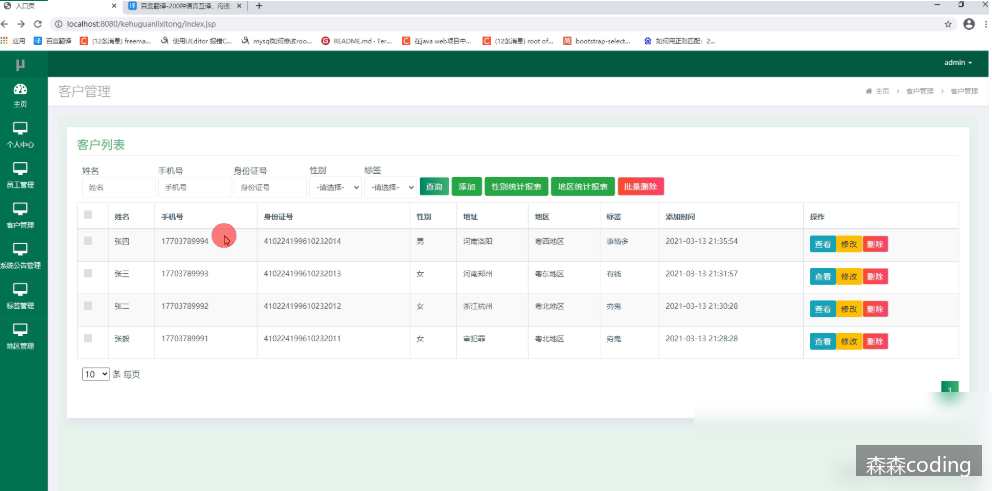 入口页
百度翻译-200种语言互译、沟通
localhost:8080/kehuguanlixitong/index.jsp
应用 百度翻译 (12条消息) freema... 使用UEditor 报错C... mysql如何修改roo... README.md · Ter... 在java web项目中... (12条消息) root of... bootstrap-select... 如何用正则匹配：2...
μ
admin
主页
个人中心
员工管理
客户管理
系统公告管理
标签管理
地区管理
客户管理
主页 > 客户管理 > 客户管理
客户列表
姓名 手机号 身份证号 性别 标签
姓名 手机号 身份证号 -请选择- -请选择- 查询 添加 性别统计报表 地区统计报表 批量删除
姓名 手机号 身份证号 性别 地址 地区 标签 添加时间 操作
张四 17703789994 410224199610232014 男 河南洛阳 粤西地区 事情多 2021-03-13 21:35:54 查看 修改 删除
张三 17703789993 410224199610232013 女 河南郑州 粤东地区 有钱 2021-03-13 21:31:57 查看 修改 删除
张二 17703789992 410224199610232012 女 浙江杭州 粤北地区 穷鬼 2021-03-13 21:30:28 查看 修改 删除
17703789991 410224199610232011 女 粤北地区 穷鬼 2021-03-13 21:28:28 查看 修改 删除
10 条 每页
1
森森coding